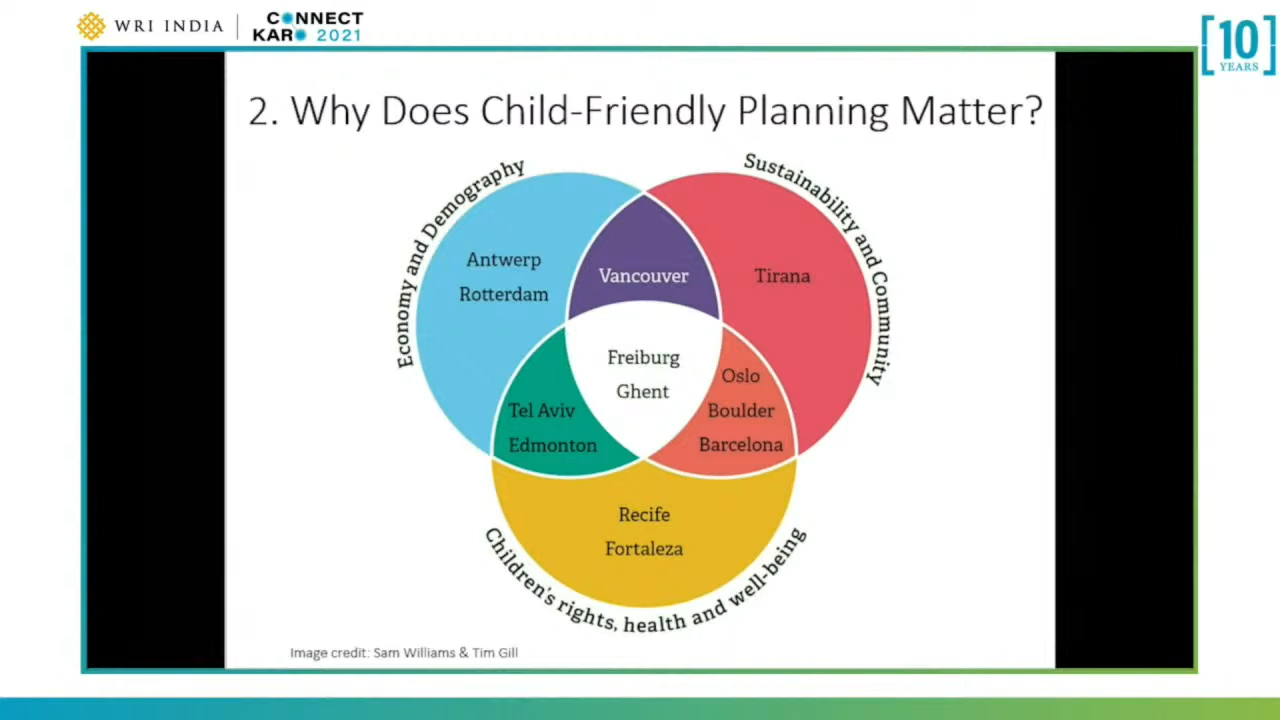 WRI INDIA
CONNECT
KARO 2021
[10]
YEARS
2. Why Does Child-Friendly Planning Matter?
Economy and Demography
Sustainability and Community
Antwerp
Rotterdam
Vancouver
Tirana
Freiburg
Ghent
Tel Aviv
Edmonton
Oslo
Boulder
Barcelona
Recife
Fortaleza
Children's rights, health and well-being
Image credit: Sam Williams & Tim Gill